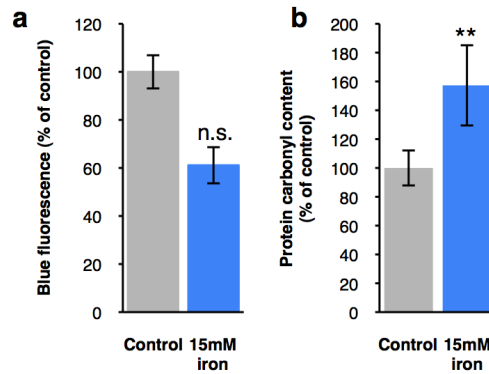 a
Blue fluorescence (% of control)
120
100
80
60
40
20
0
n.s.
Control 15mM
iron
b
Protein carbonyl content
(% of control)
200
180
160
140
120
100
80
60
40
20
0
**
Control 15mM
iron